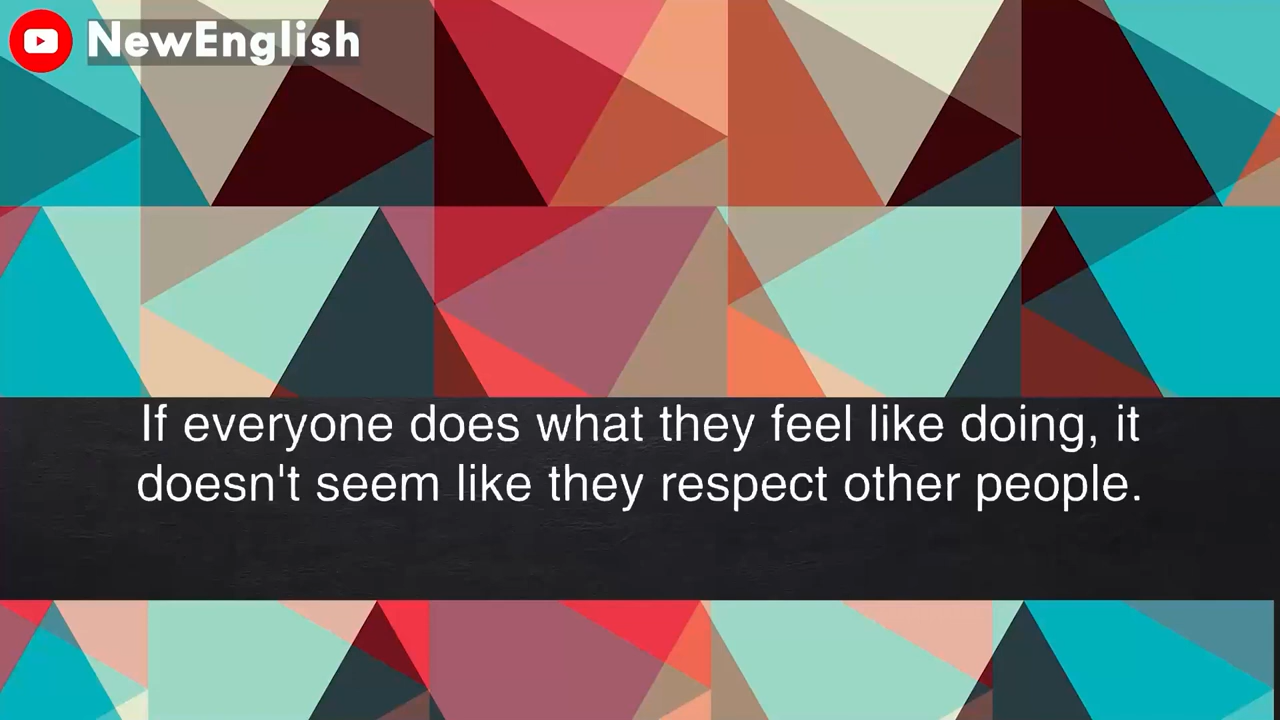 NewEnglish
If everyone does what they feel like doing, it
doesn't seem like they respect other people.